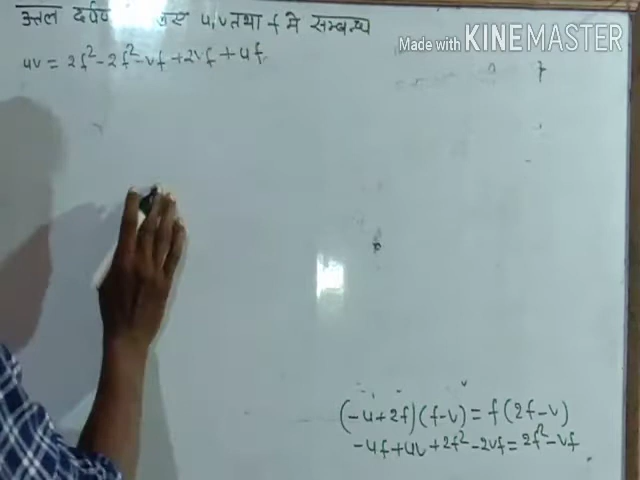 उत्तल दर्पण u, v तथा f में सम्बन्ध
Made with KINEMASTER
uv = 2f² - 2f² - vf + 2vf + uf
(-u+2f)(f-v) = f(2f-v)
-uf + uv + 2f² - 2vf = 2f² - vf